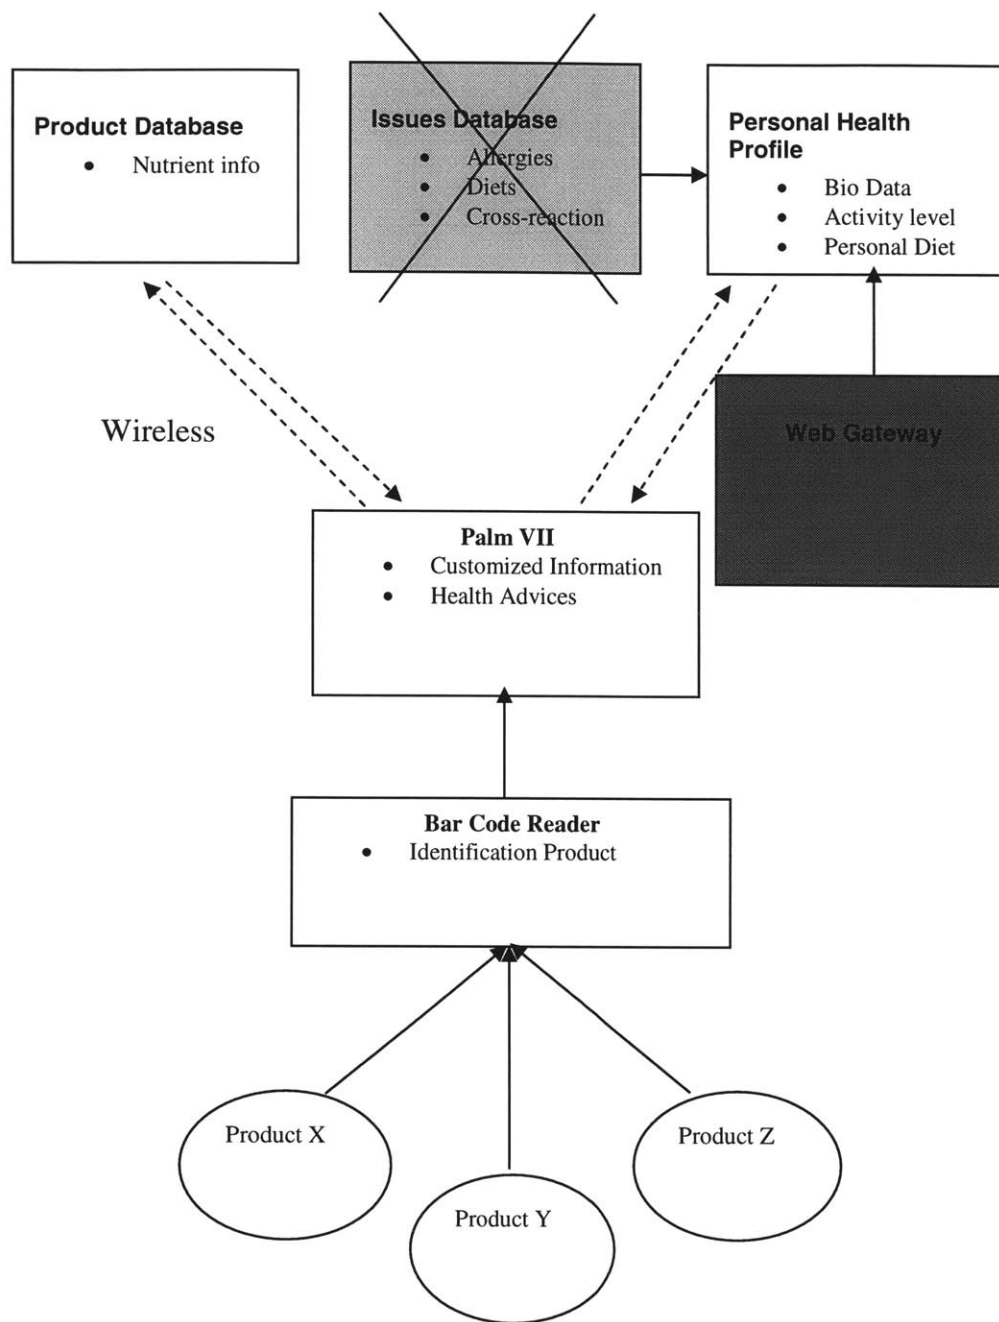 Product Database
• Nutrient info
Issues Database
• Allergies
• Diets
• Cross-reaction
Personal Health
Profile
• Bio Data
• Activity level
• Personal Diet
Wireless
Web Gateway
Palm VII
• Customized Information
• Health Advices
Bar Code Reader
• Identification Product
Product X
Product Y
Product Z